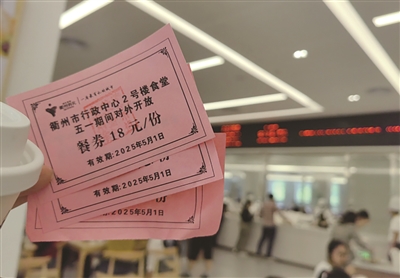 衢州市行政中心2号楼食堂
五一期间对外开放
餐券 18 元/份
有效期:2025年5月1日
有效期:2025年5月1日
有效期:2025年5月1日